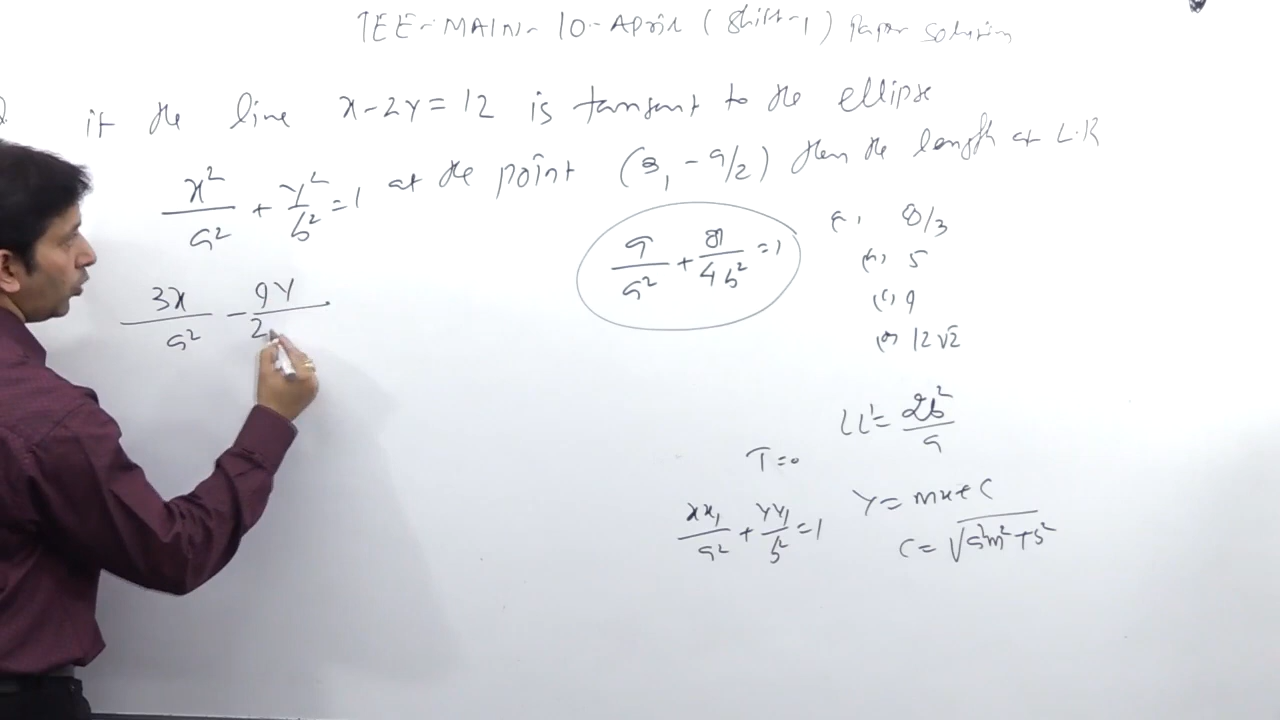 JEE-MAIN-10-April (Shift-1) Paper Solution
Q if the line x-2y=12 is tangent to the ellipse
x²/a² + y²/b² = 1 at the point (3, -9/2) then the length of L.R
9/a² + 81/4b² = 1
(a) 8/3
(b) 5
(c) 9
(d) 12√2
3x/a² - 9y/2
LL' = 2b²/a
T=0
xx₁/a² + yy₁/b² = 1
y = mx+c
c = √a²m²+b²